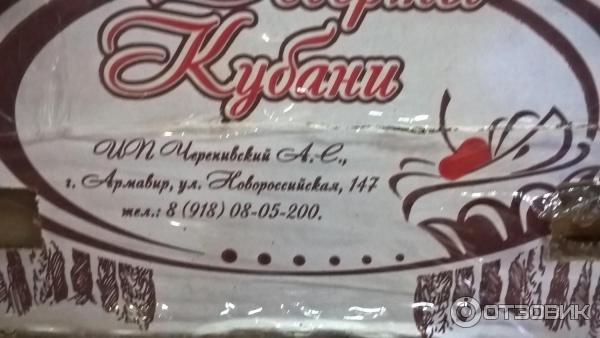 Кубани
ИП Черенивский А.С.,
г. Армавир, ул. Новороссийская, 147
тел.: 8 (918) 08-05-200.
ОТЗОВИК